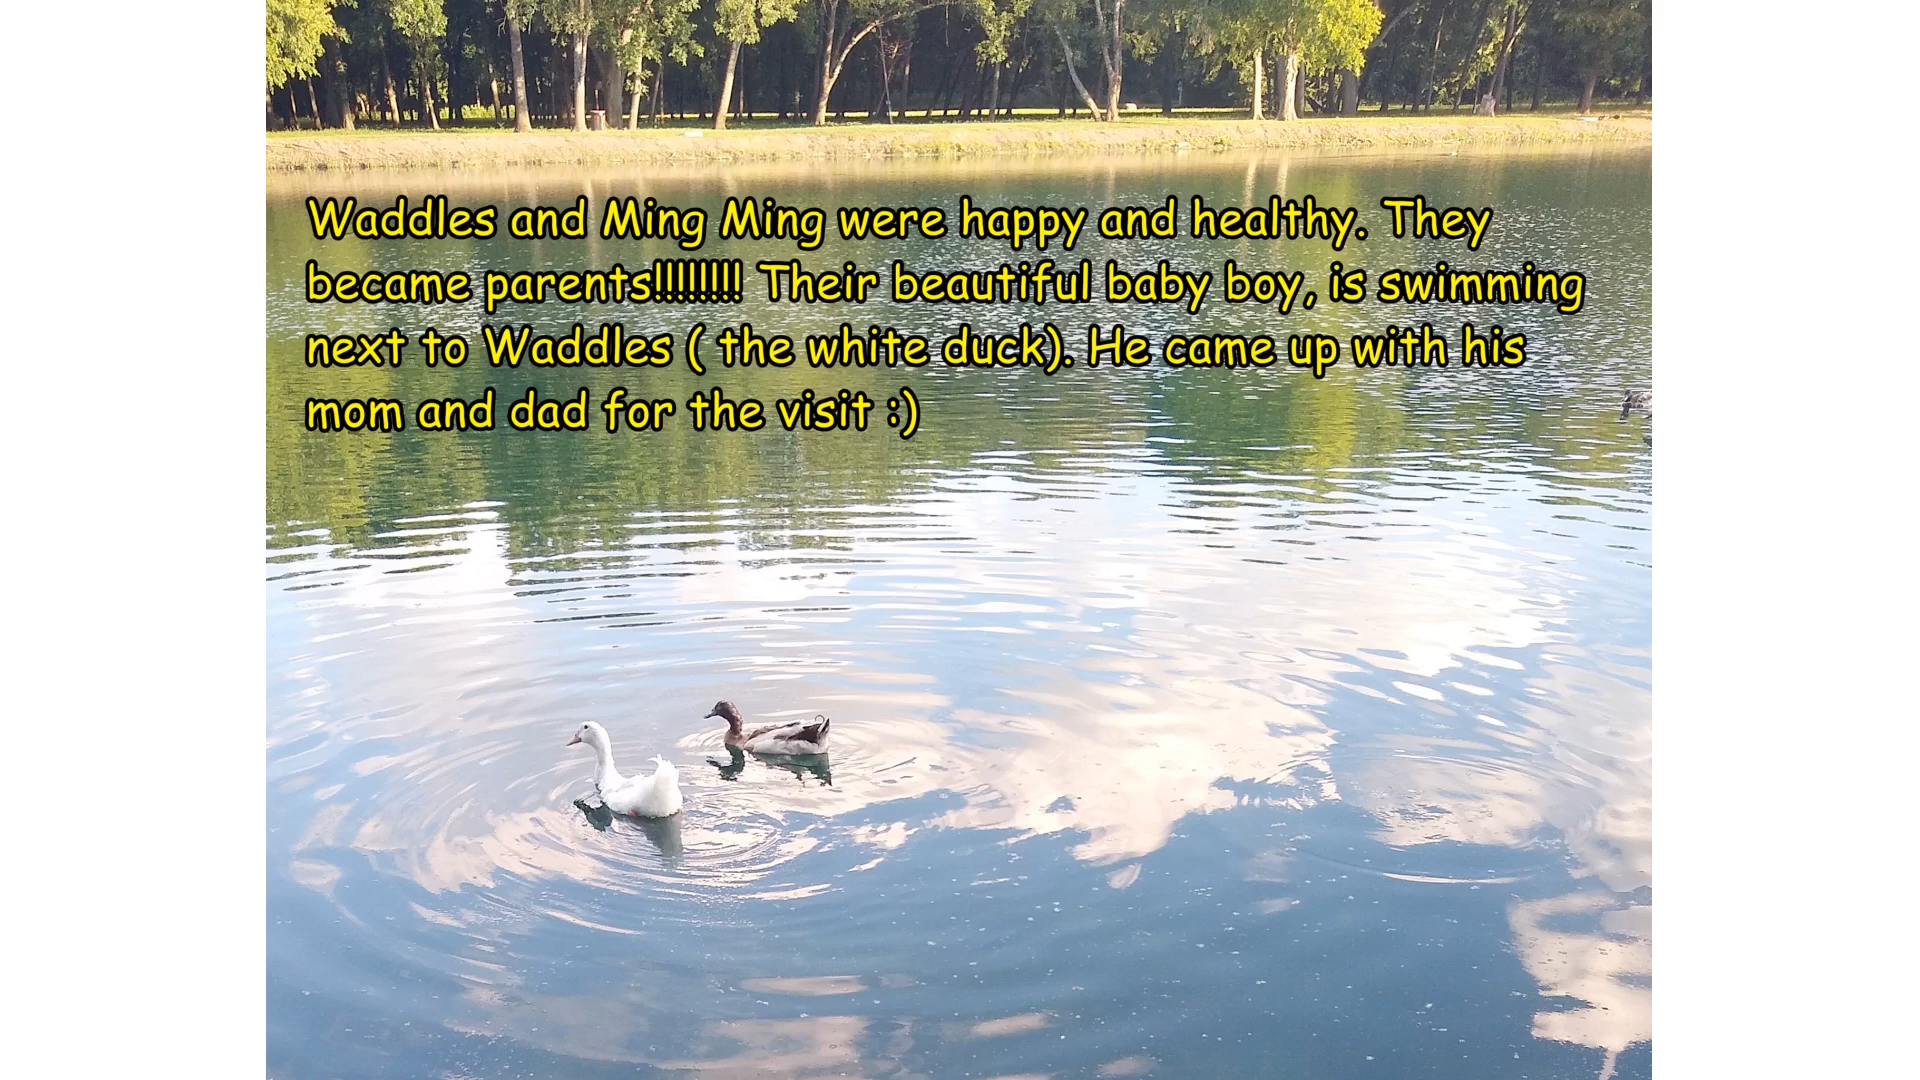 Waddles and Ming Ming were happy and healthy. They
became parents!!!!!!!! Their beautiful baby boy, is swimming
next to Waddles ( the white duck). He came up with his
mom and dad for the visit :)